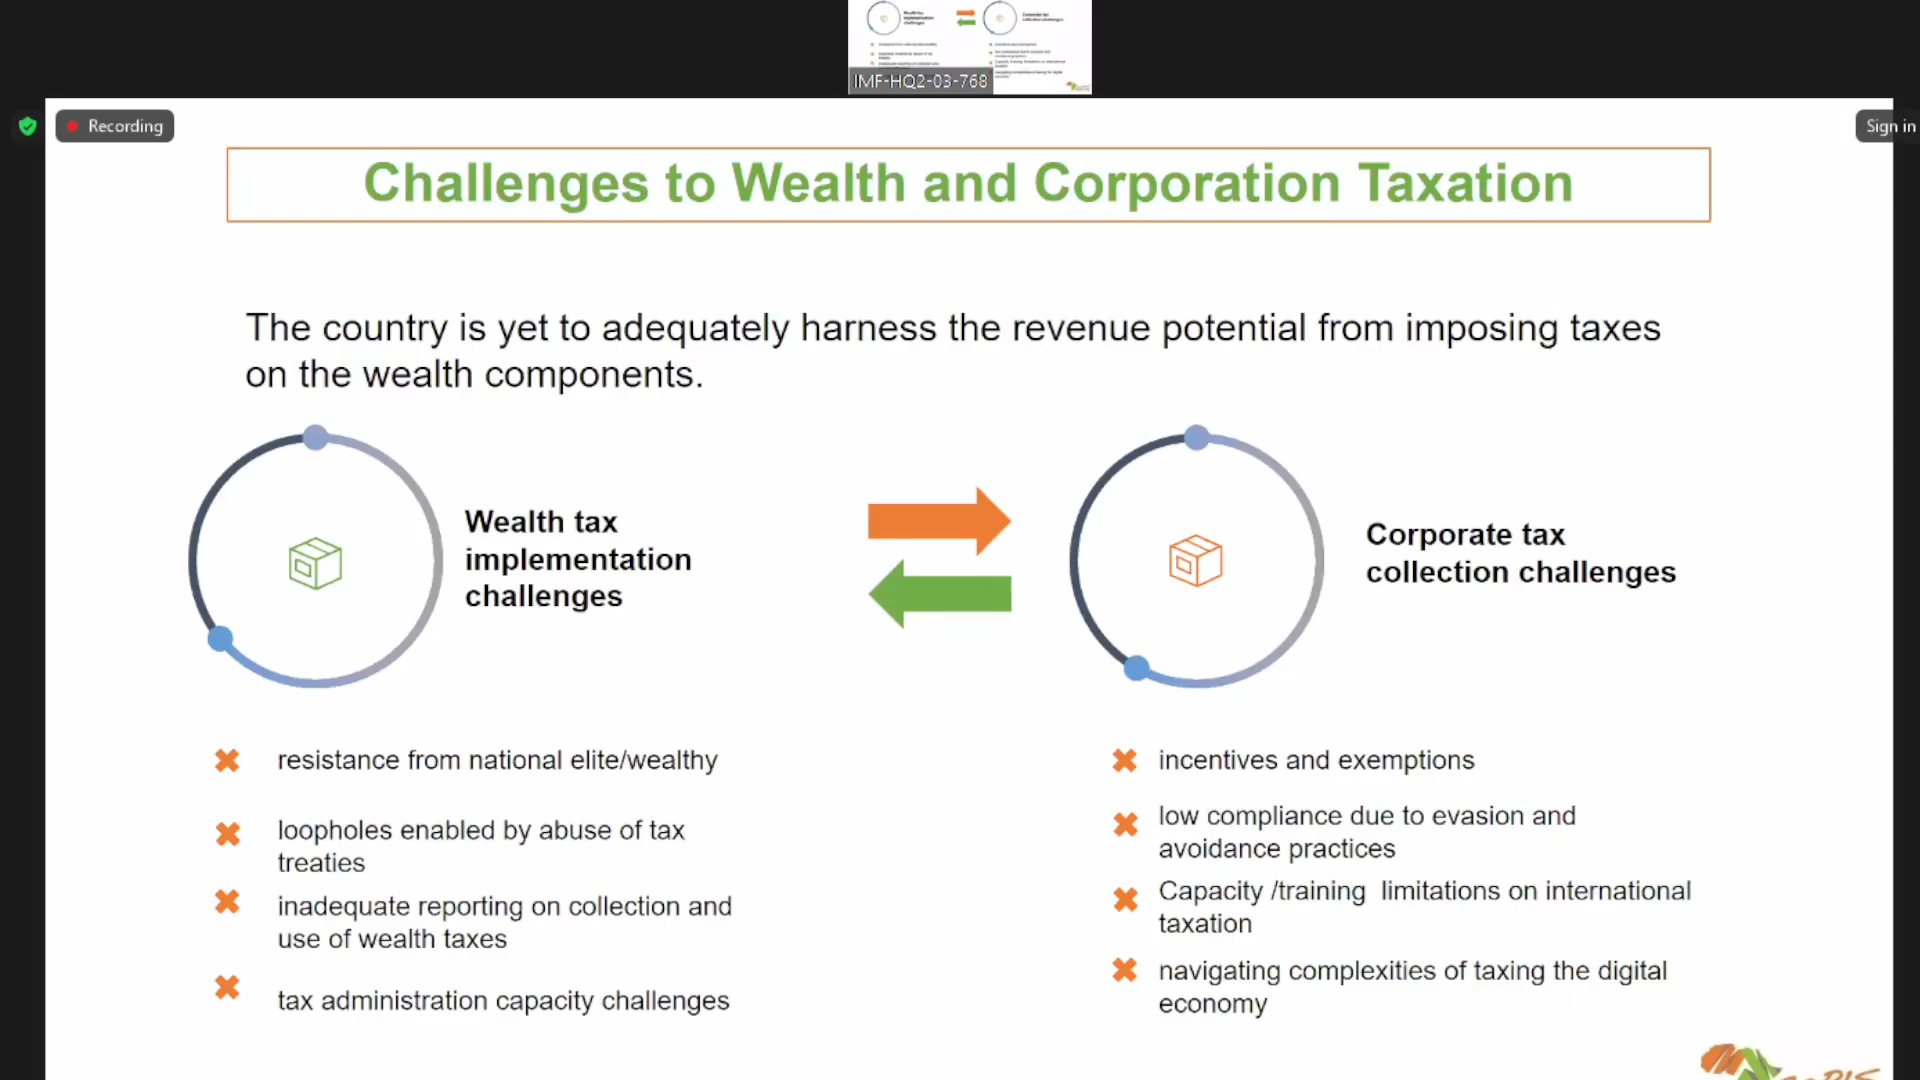 Wealth tax
implementation
challenges
IMF-HQ2-03-768
Recording
Sign in
Challenges to Wealth and Corporation Taxation
The country is yet to adequately harness the revenue potential from imposing taxes
on the wealth components.
Wealth tax
implementation
challenges
Corporate tax
collection challenges
resistance from national elite/wealthy
loopholes enabled by abuse of tax
treaties
inadequate reporting on collection and
use of wealth taxes
tax administration capacity challenges
incentives and exemptions
low compliance due to evasion and
avoidance practices
Capacity /training  limitations on international
taxation
navigating complexities of taxing the digital
economy